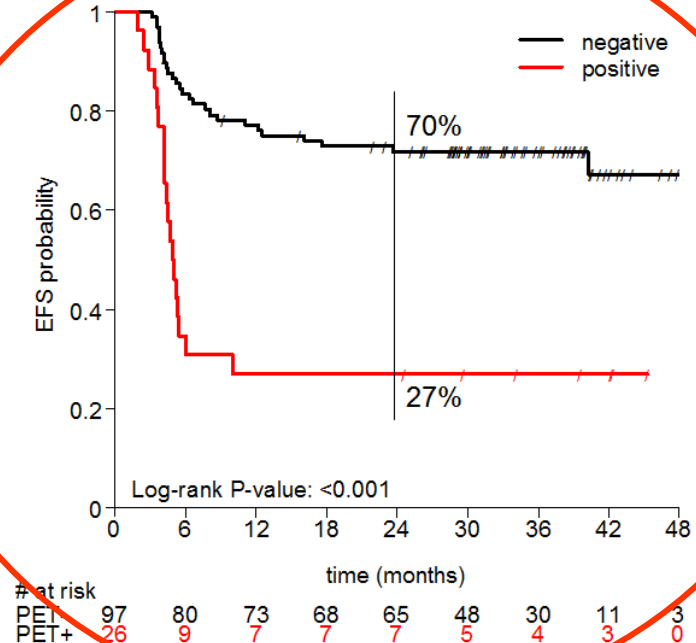 1
negative
positive
0.8
70%
0.6
EFS probability
0.4
27%
0.2
Log-rank P-value: <0.001
0
0 6 12 18 24 30 36 42 48
time (months)
# at risk
PET- 97 80 73 68 65 48 30 11 3
PET+ 26 9 7 7 7 5 4 3 0